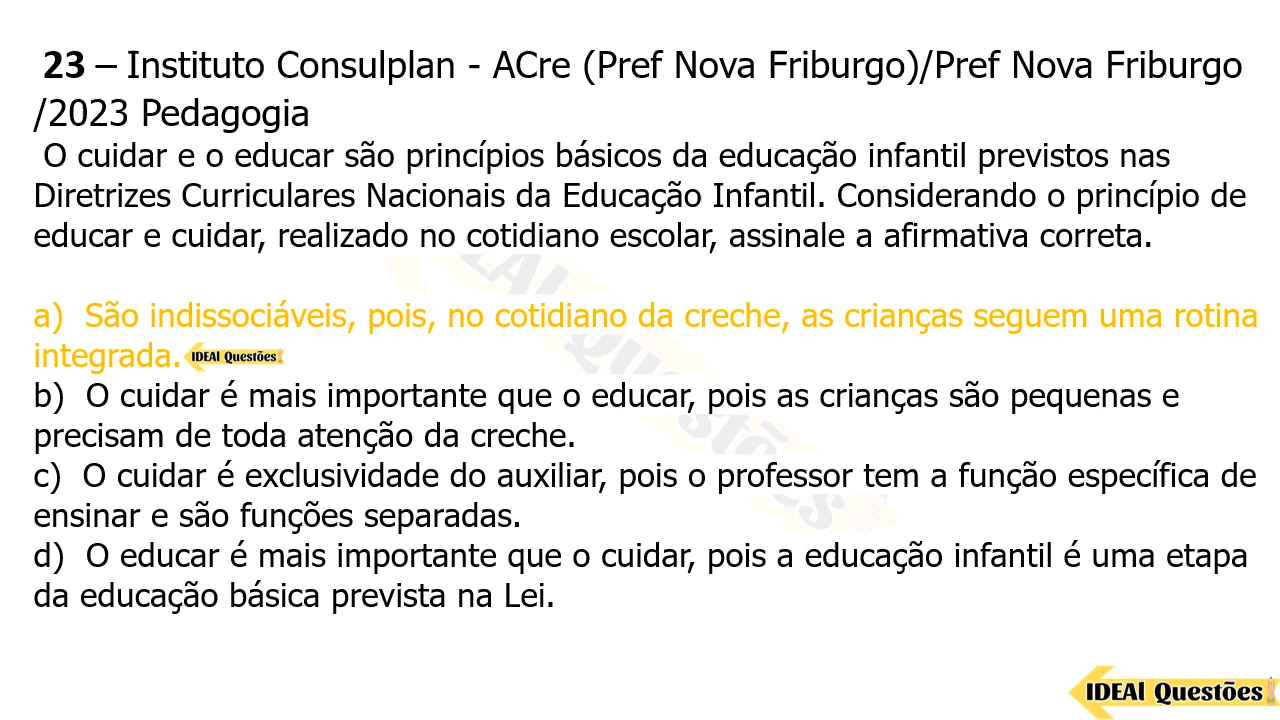 23 – Instituto Consulplan - ACre (Pref Nova Friburgo)/Pref Nova Friburgo
/2023 Pedagogia
O cuidar e o educar são princípios básicos da educação infantil previstos nas
Diretrizes Curriculares Nacionais da Educação Infantil. Considerando o princípio de
educar e cuidar, realizado no cotidiano escolar, assinale a afirmativa correta.
a) São indissociáveis, pois, no cotidiano da creche, as crianças seguem uma rotina
integrada. IDEAl Questões
b) O cuidar é mais importante que o educar, pois as crianças são pequenas e
precisam de toda atenção da creche.
c) O cuidar é exclusividade do auxiliar, pois o professor tem a função específica de
ensinar e são funções separadas.
d) O educar é mais importante que o cuidar, pois a educação infantil é uma etapa
da educação básica prevista na Lei.
IDEAl Questões
IDEAl Questões